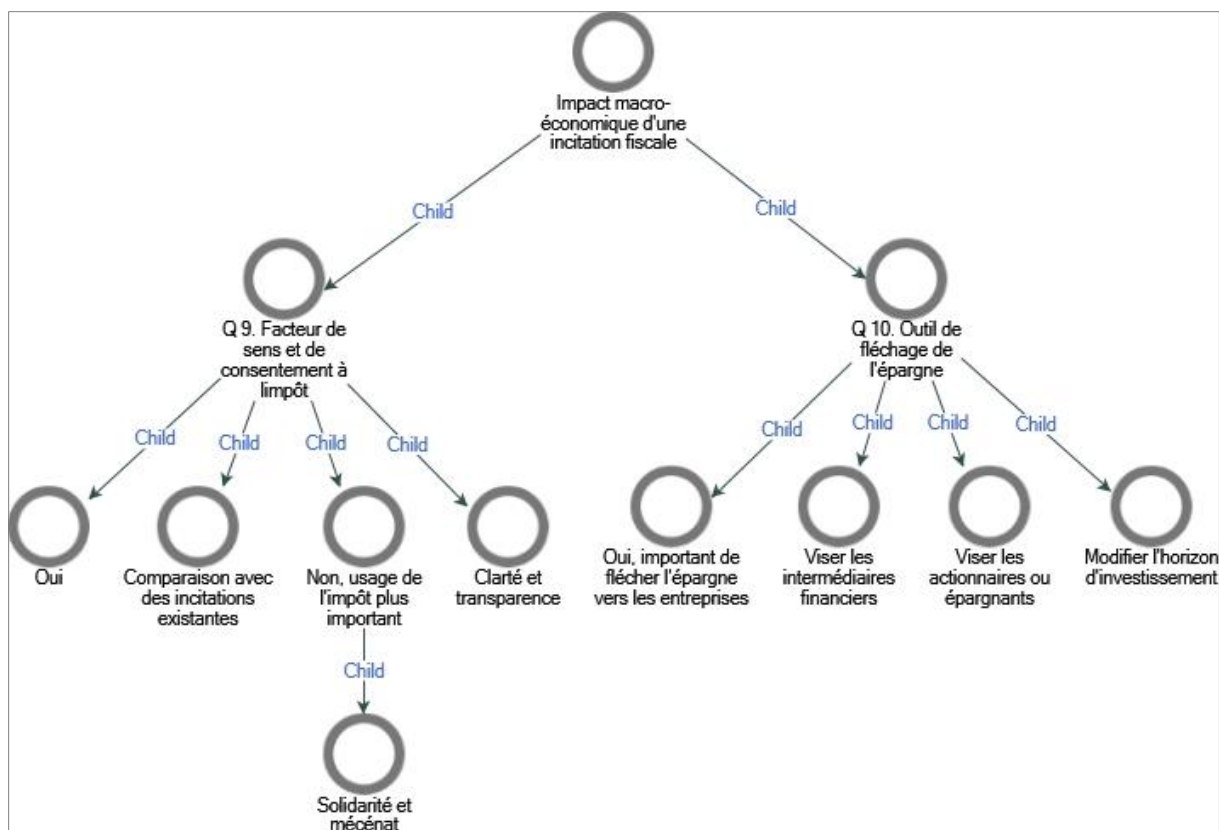 Impact macro-
économique d'une
incitation fiscale
Child
Child
Q 9. Facteur de
sens et de
consentement à
limpôt
Q 10. Outil de
fléchage de
l'épargne
Child
Child
Child
Child
Child
Child
Child
Child
Oui
Comparaison avec
des incitations
existantes
Non, usage de
l'impôt plus
important
Clarté et
transparence
Oui, important de
flécher l'épargne
vers les entreprises
Viser les
intermédiaires
financiers
Viser les
actionnaires ou
épargnants
Modifier l'horizon
d'investissement
Child
Solidarité et
mécénat